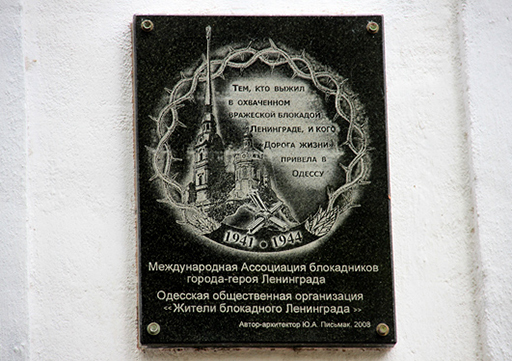 Тем, кто выжил
в охваченном
вражеской блокадой
Ленинграде, и кого
Дорога жизни
привела в
Одессу
1941 1944
Международная Ассоциация блокадников
города-героя Ленинграда
Одесская общественная организация
«Жители блокадного Ленинграда»
Автор-архитектор Ю.А. Письмак. 2008